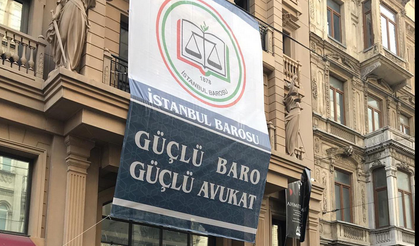 1878
İSTANBUL BAROSU
İSTANBUL BAROSU
GÜÇLÜ BARO
GÜÇLÜ AVUKAT